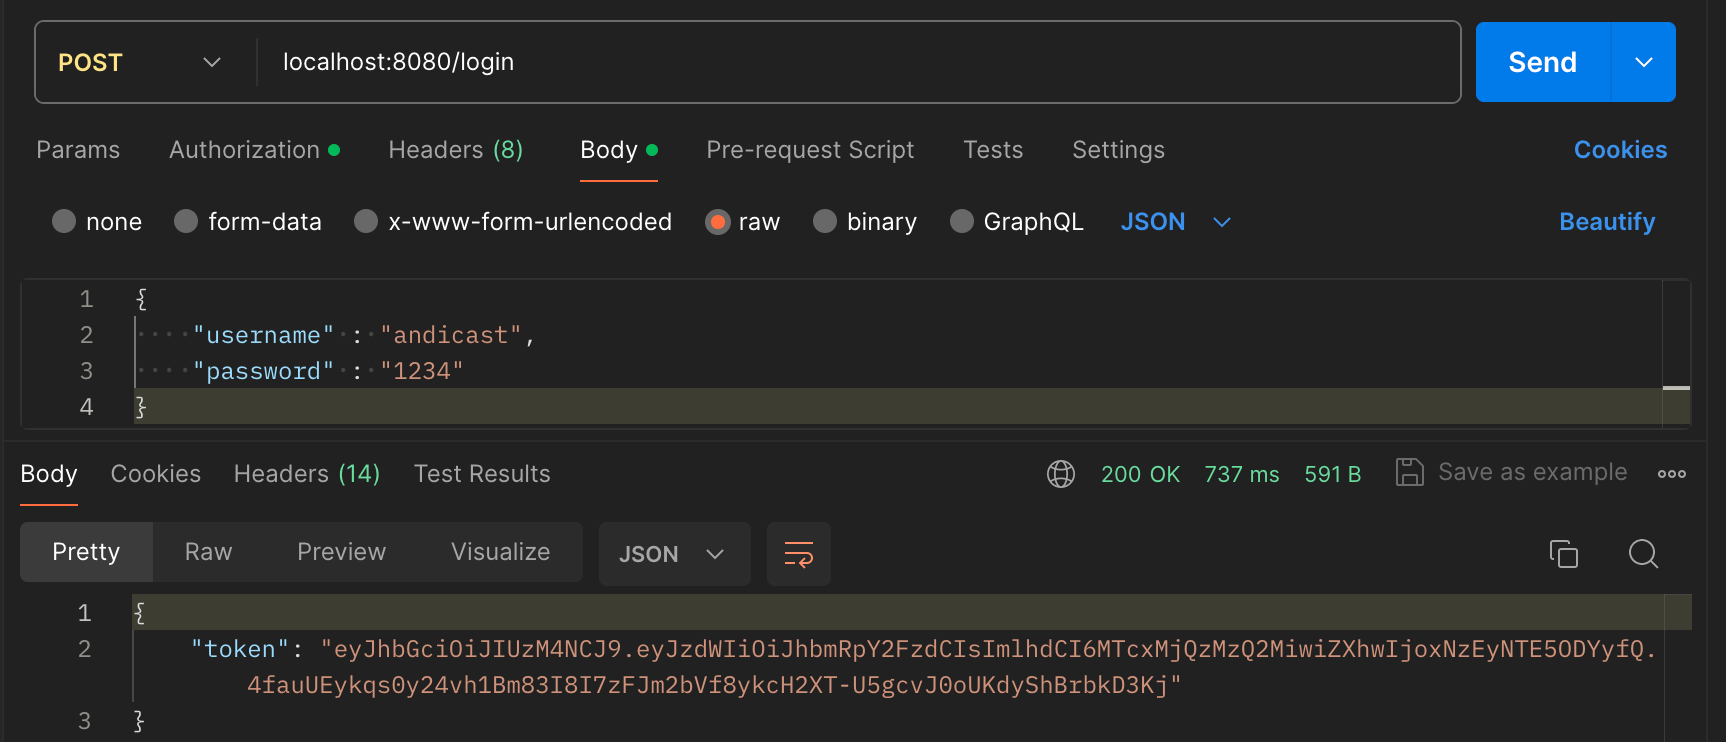 POST localhost:8080/login Send
Params Authorization Headers (8) Body Pre-request Script Tests Settings Cookies
none form-data x-www-form-urlencoded raw binary GraphQL JSON Beautify
1 {
2 "username" : "andicast",
3 "password" : "1234"
4 }
Body Cookies Headers (14) Test Results 200 OK 737 ms 591 B Save as example
Pretty Raw Preview Visualize JSON
1 {
2 "token": "eyJhbGciOiJIUzM4NCJ9.eyJzdWIiOiJhbmRpY2FzdCIsImlhdCI6MTcxMjQzMzQ2MiwiZXhwIjoxNzEyNTE5ODYyfQ.
4fauUEykqs0y24vh1Bm83I8I7zFJm2bVf8ykcH2XT-U5gcvJ0oUKdyShBrbkD3Kj"
3 }